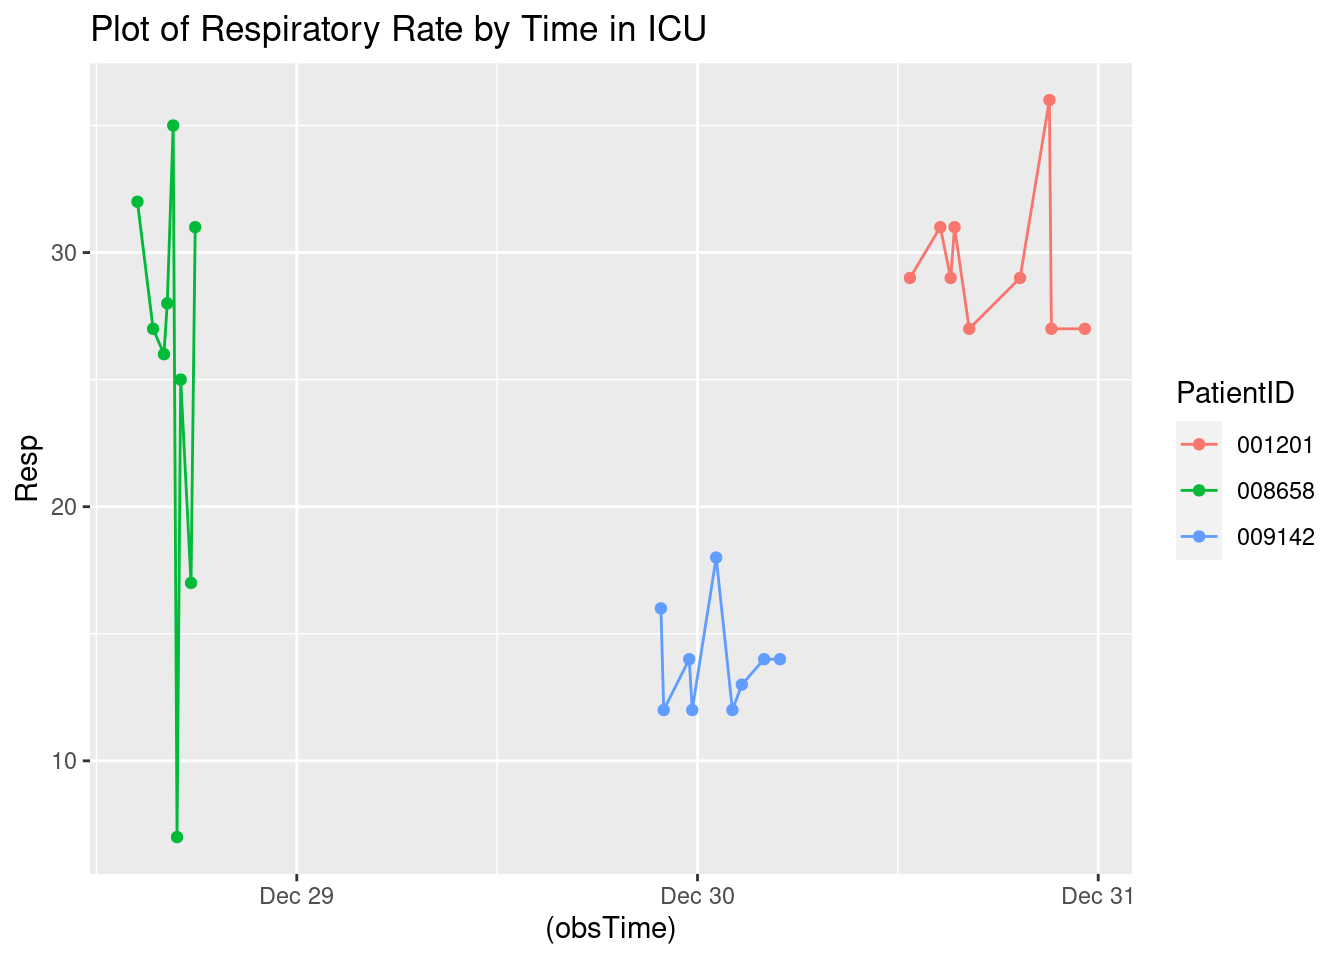 Plot of Respiratory Rate by Time in ICU
Resp
30
20
10
Dec 29
Dec 30
Dec 31
(obsTime)
PatientID
001201
008658
009142